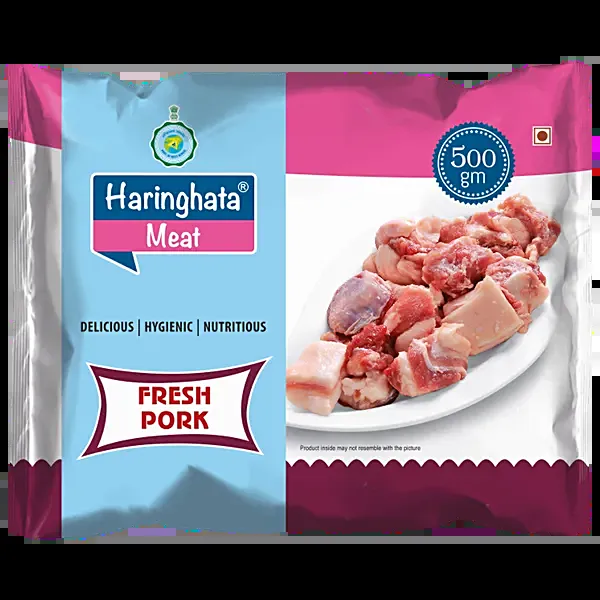 Haringhata®
Meat
DELICIOUS | HYGIENIC | NUTRITIOUS
FRESH
PORK
500
gm
Product inside may not resemble with the picture